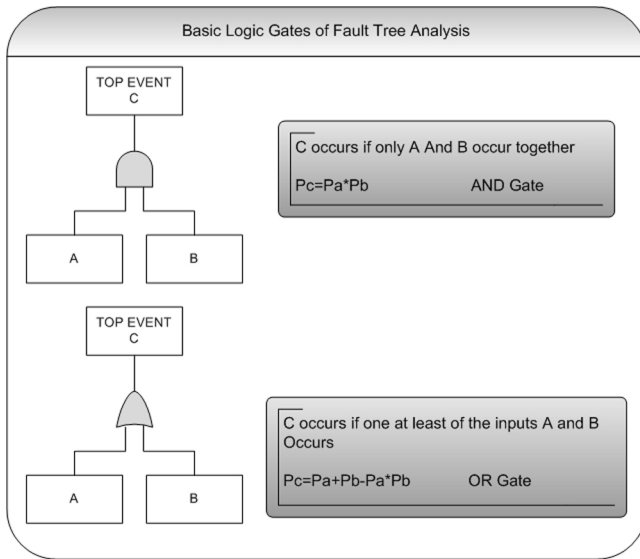 Basic Logic Gates of Fault Tree Analysis
TOP EVENT
C
C occurs if only A And B occur together
Pc=Pa*Pb AND Gate
A B
TOP EVENT
C
C occurs if one at least of the inputs A and B
Occurs
Pc=Pa+Pb-Pa*Pb OR Gate
A B